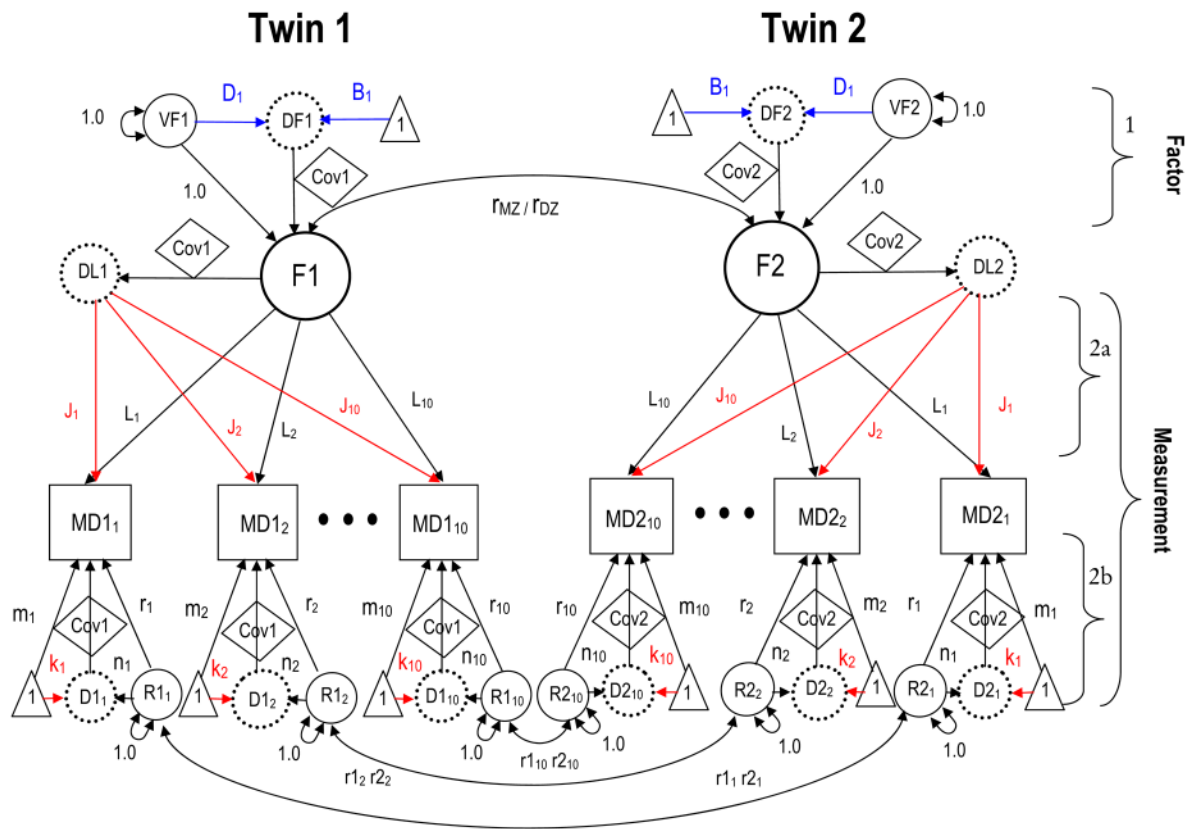 Twin 1 Twin 2
D₁ B₁ B₁ D₁
1.0 VF1 DF1 1 1 DF2 VF2 1.0
1 Factor
1.0 Cov1 Cov2 1.0
rMZ / rDZ
Cov1 Cov2
DL1 F1 F2 DL2
2a
J₁ L₁ J₂ L₂ J₁₀ L₁₀ L₁₀ J₁₀ L₂ J₂ L₁ J₁
Measurement
MD1₁ MD1₂ MD1₁₀ MD2₁₀ MD2₂ MD2₁
2b
m₁ r₁ m₂ r₂ m₁₀ r₁₀ r₁₀ m₁₀ r₂ m₂ r₁ m₁
Cov1 Cov1 Cov1 Cov2 Cov2 Cov2
k₁ n₁ k₂ n₂ k₁₀ n₁₀ n₁₀ k₁₀ n₂ k₂ n₁ k₁
1 D1₁ R1₁ 1 D1₂ R1₂ 1 D1₁₀ R1₁₀ R2₁₀ D2₁₀ 1 R2₂ D2₂ 1 R2₁ D2₁ 1
1.0 1.0 1.0 1.0 1.0 1.0
r1₂ r2₂ r1₁₀ r2₁₀ r1₁ r2₁